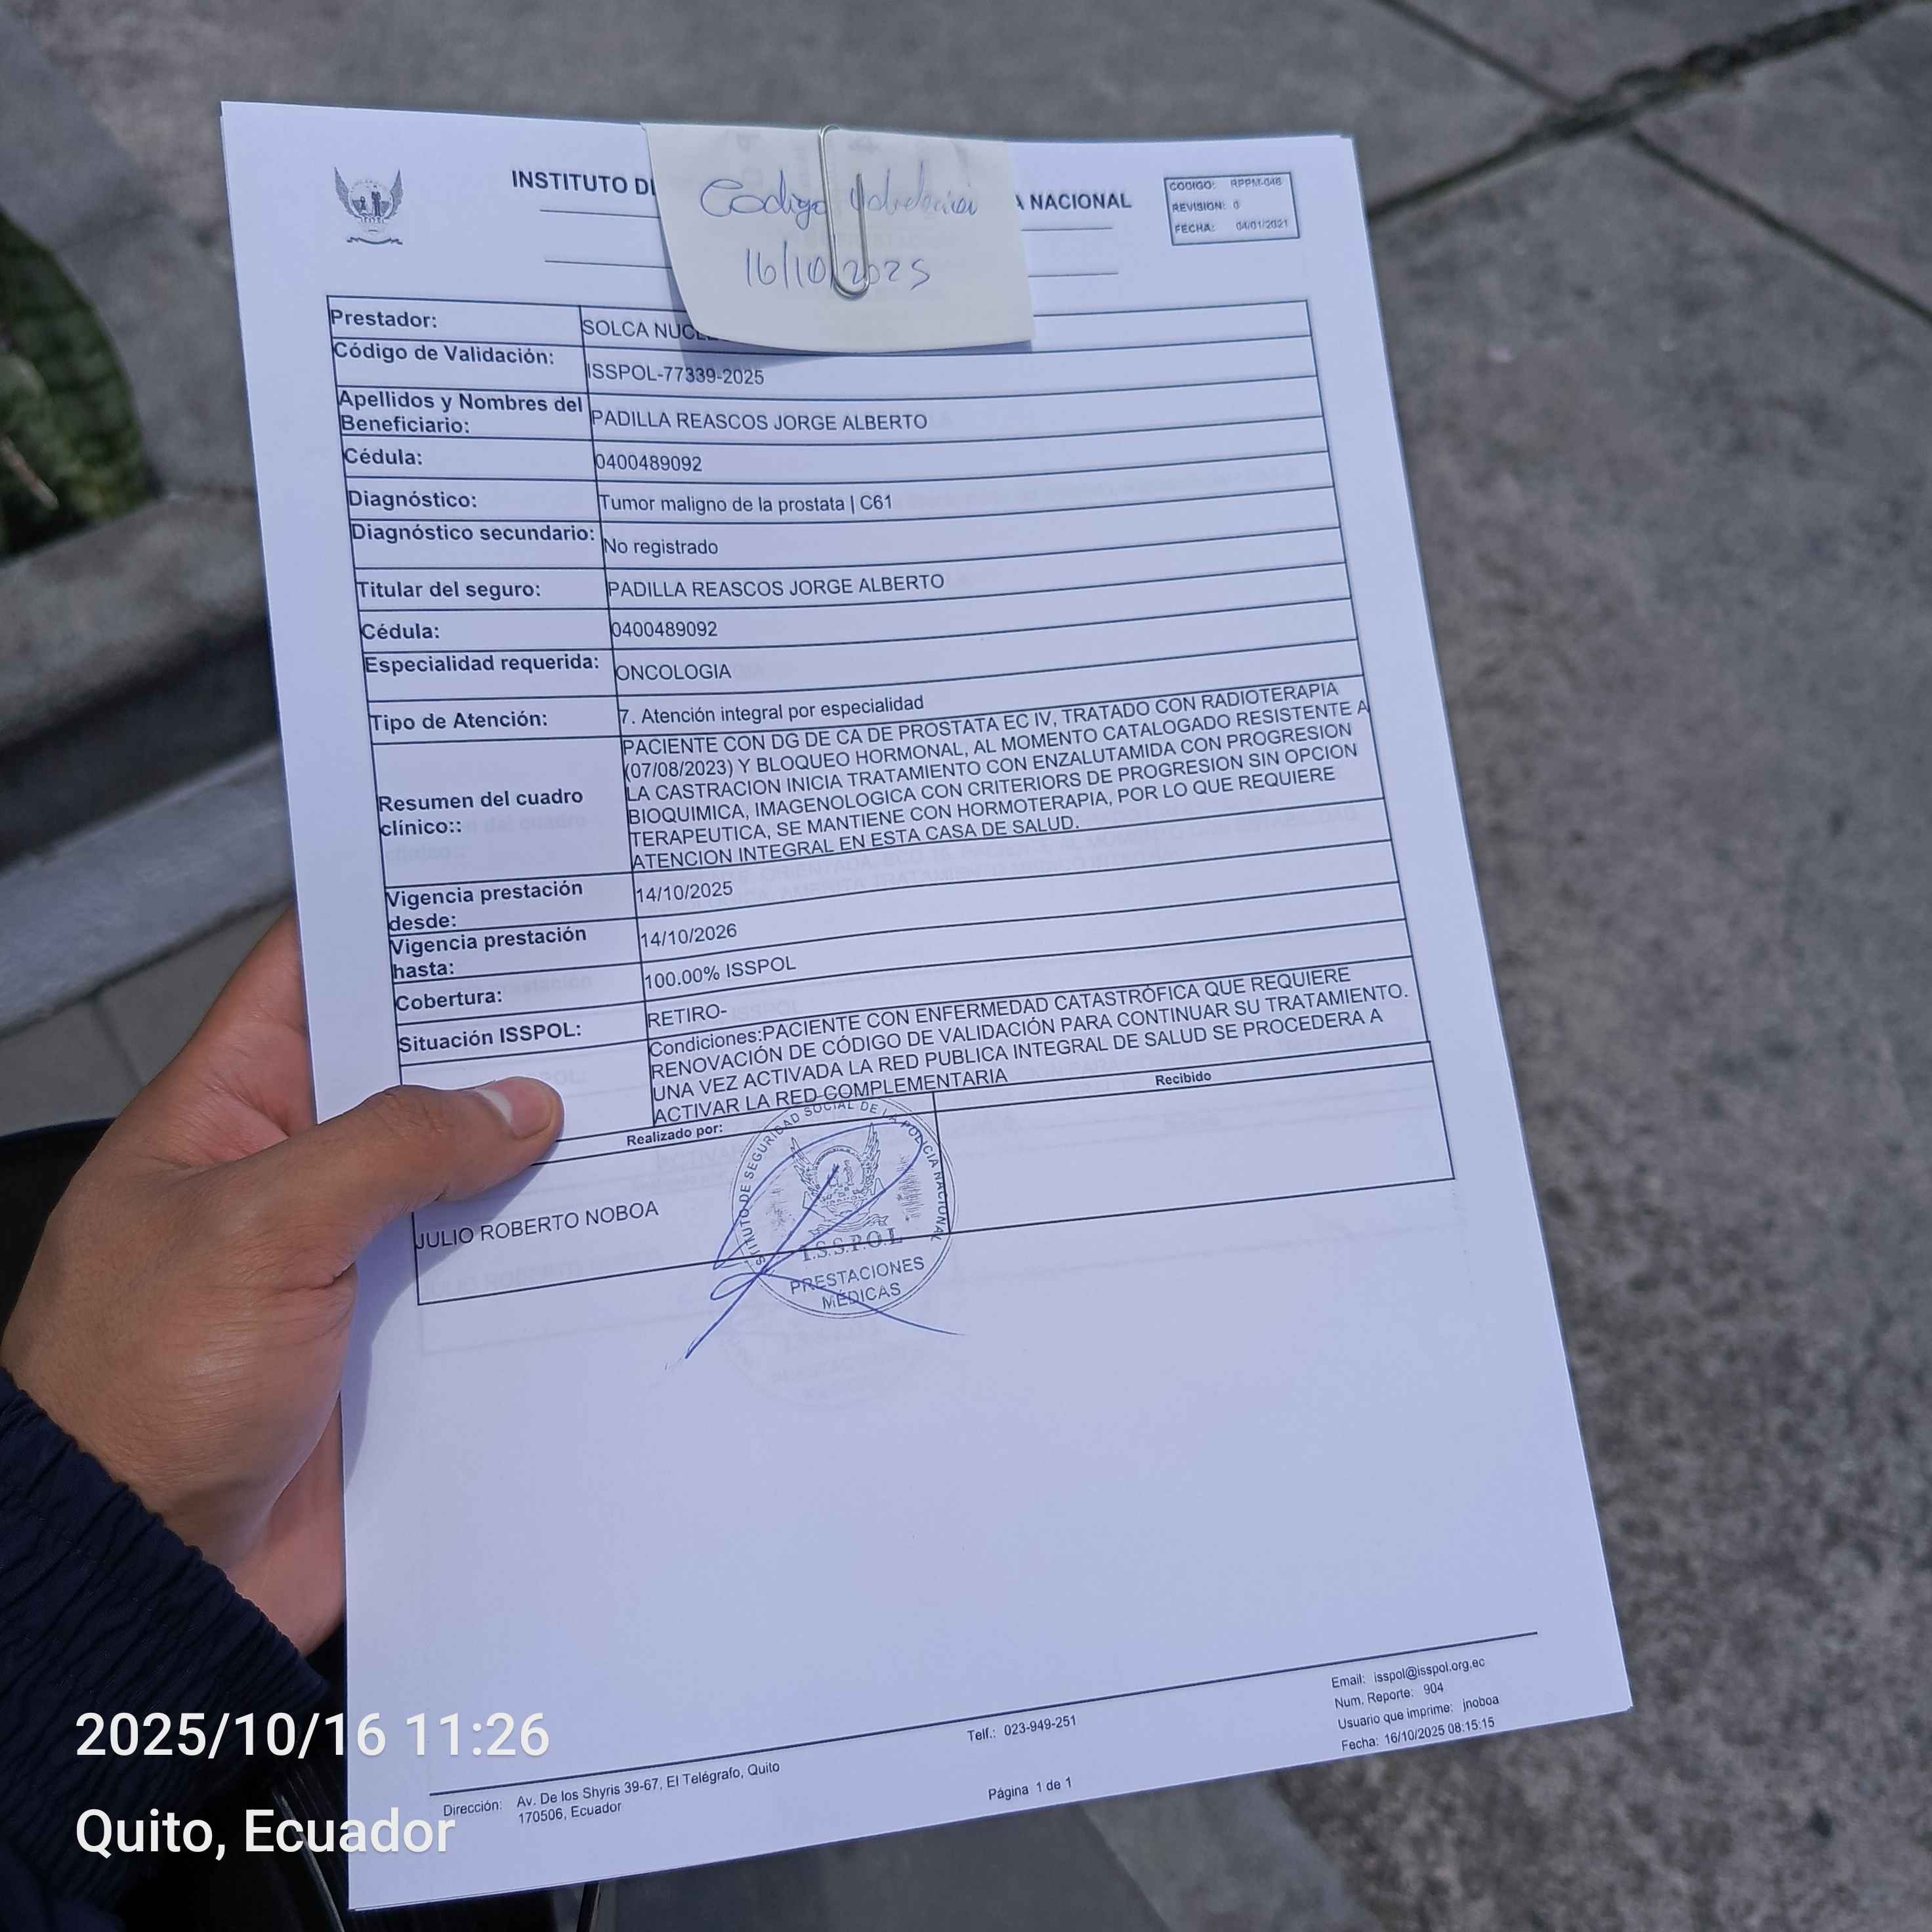 INSTITUTO DE
A NACIONAL
CODIGO: RPPM-046
REVISION: 0
FECHA: 04/01/2021
Codigo Validación
16/10/2025
Prestador: SOLCA
Código de Validación: ISSPOL-77339-2025
Apellidos y Nombres del
Beneficiario: PADILLA REASCOS JORGE ALBERTO
Cédula: 0400489092
Diagnóstico: Tumor maligno de la prostata | C61
Diagnóstico secundario: No registrado
Titular del seguro: PADILLA REASCOS JORGE ALBERTO
Cédula: 0400489092
Especialidad requerida: ONCOLOGIA
Tipo de Atención: 7. Atención integral por especialidad
Resumen del cuadro
clínico::
PACIENTE CON DG DE CA DE PROSTATA EC IV, TRATADO CON RADIOTERAPIA
(07/08/2023) Y BLOQUEO HORMONAL, AL MOMENTO CATALOGADO RESISTENTE A
LA CASTRACION INICIA TRATAMIENTO CON ENZALUTAMIDA CON PROGRESION
BIOQUIMICA, IMAGENOLOGICA CON CRITERIORS DE PROGRESION SIN OPCION
TERAPEUTICA, SE MANTIENE CON HORMOTERAPIA, POR LO QUE REQUIERE
ATENCION INTEGRAL EN ESTA CASA DE SALUD.
Vigencia prestación
desde: 14/10/2025
Vigencia prestación
hasta: 14/10/2026
Cobertura: 100.00% ISSPOL
Situación ISSPOL: RETIRO-
Condiciones:PACIENTE CON ENFERMEDAD CATASTRÓFICA QUE REQUIERE
RENOVACIÓN DE CÓDIGO DE VALIDACIÓN PARA CONTINUAR SU TRATAMIENTO.
UNA VEZ ACTIVADA LA RED PUBLICA INTEGRAL DE SALUD SE PROCEDERA A
ACTIVAR LA RED COMPLEMENTARIA
Realizado por: Recibido
JULIO ROBERTO NOBOA
INSTITUTO DE SEGURIDAD SOCIAL DE LA POLICIA NACIONAL
I.S.S.P.O.L
PRESTACIONES
MÉDICAS
Email: isspol@isspol.org.ec
Num. Reporte: 904
Usuario que imprime: jnoboa
Fecha: 16/10/2025 08:15:15
Telf.: 023-949-251
Dirección: Av. De los Shyris 39-67, El Telégrafo, Quito
170506, Ecuador
Página 1 de 1
2025/10/16 11:26
Quito, Ecuador